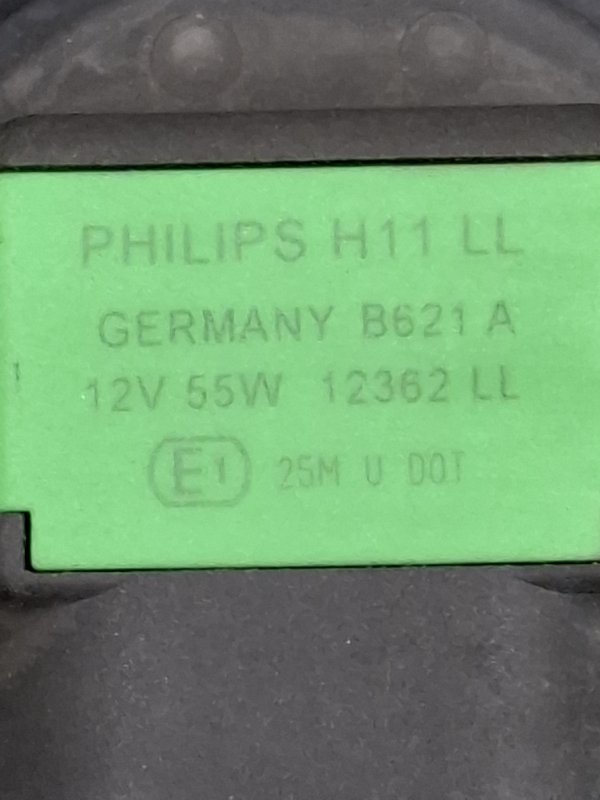 PHILIPS H11 LL
GERMANY B621 A
12V 55W 12362 LL
E1 25M U DOT